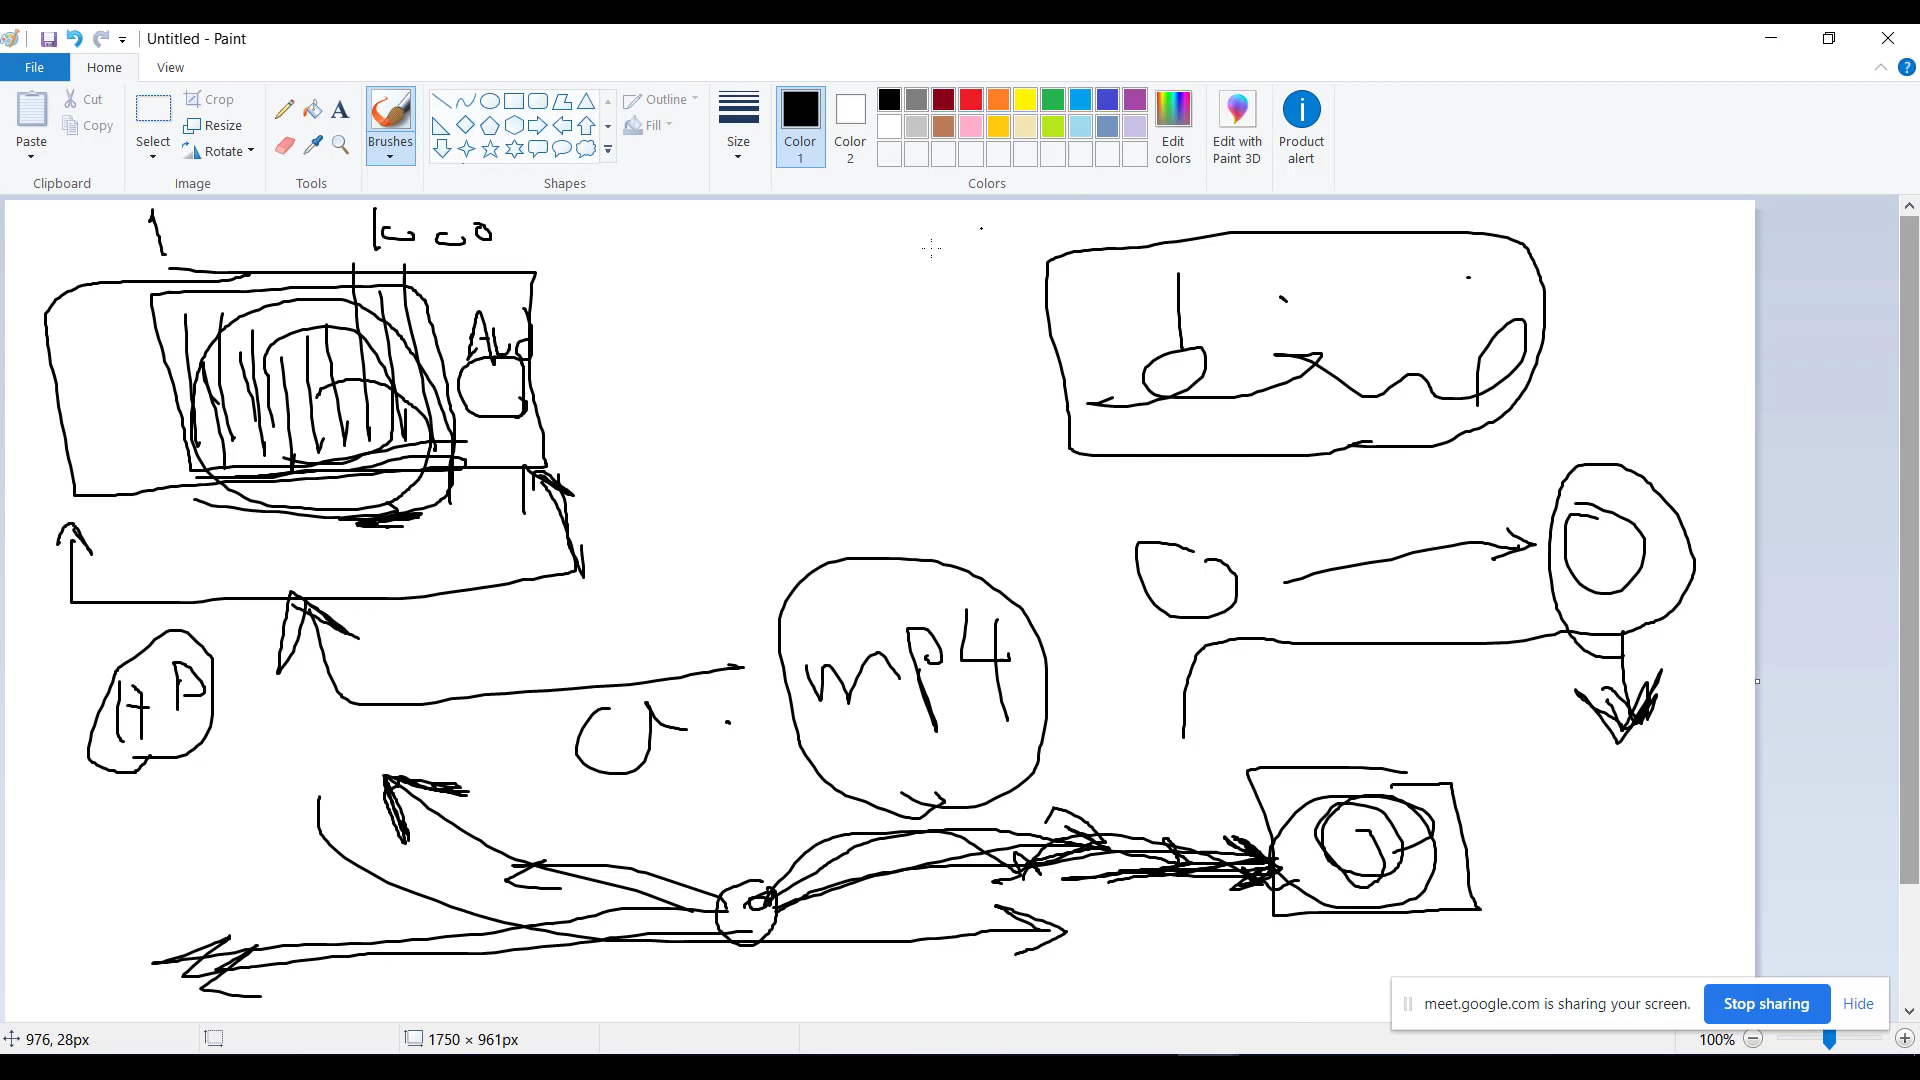 Untitled - Paint
File Home View
Cut
Copy
Paste
Clipboard
Crop
Resize
Rotate
Select
Image
Tools
Brushes
Outline
Fill
Shapes
Size
Color 1
Color 2
Edit colors
Colors
Edit with Paint 3D
Product alert
mp4
meet.google.com is sharing your screen. Stop sharing Hide
976, 28px
1750 × 961px
100%